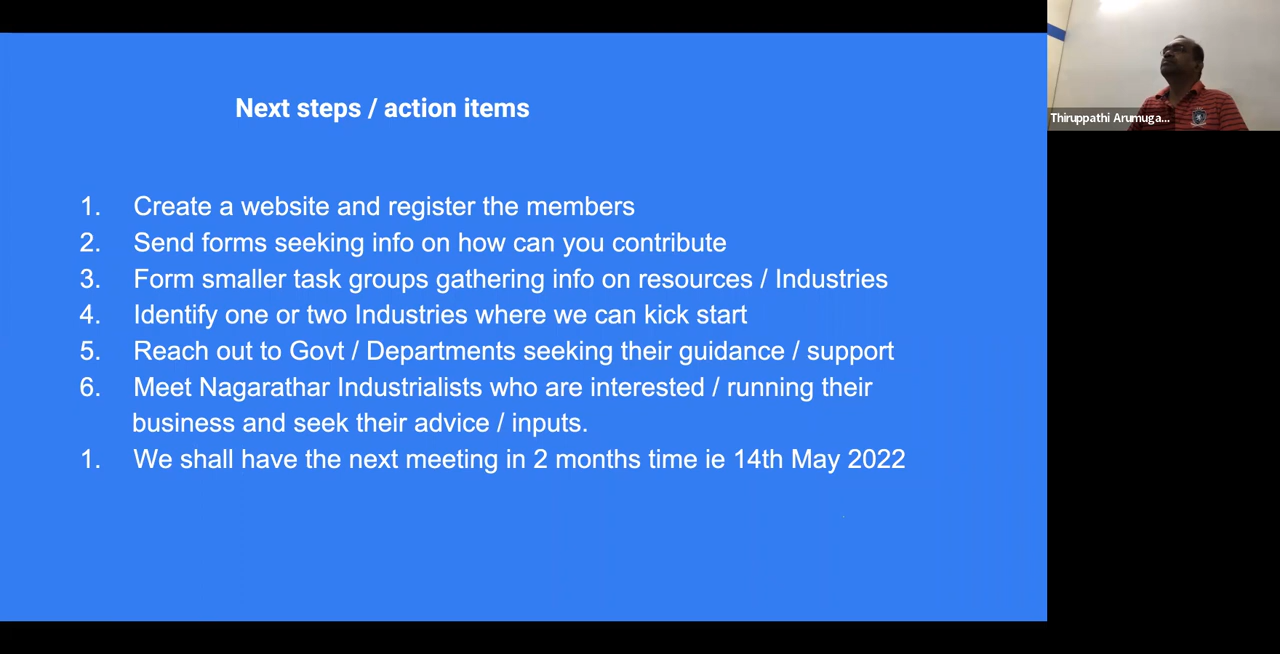 Next steps / action items
1. Create a website and register the members
2. Send forms seeking info on how can you contribute
3. Form smaller task groups gathering info on resources / Industries
4. Identify one or two Industries where we can kick start
5. Reach out to Govt / Departments seeking their guidance / support
6. Meet Nagarathar Industrialists who are interested / running their
business and seek their advice / inputs.
1. We shall have the next meeting in 2 months time ie 14th May 2022
Thiruppathi Arumuga...